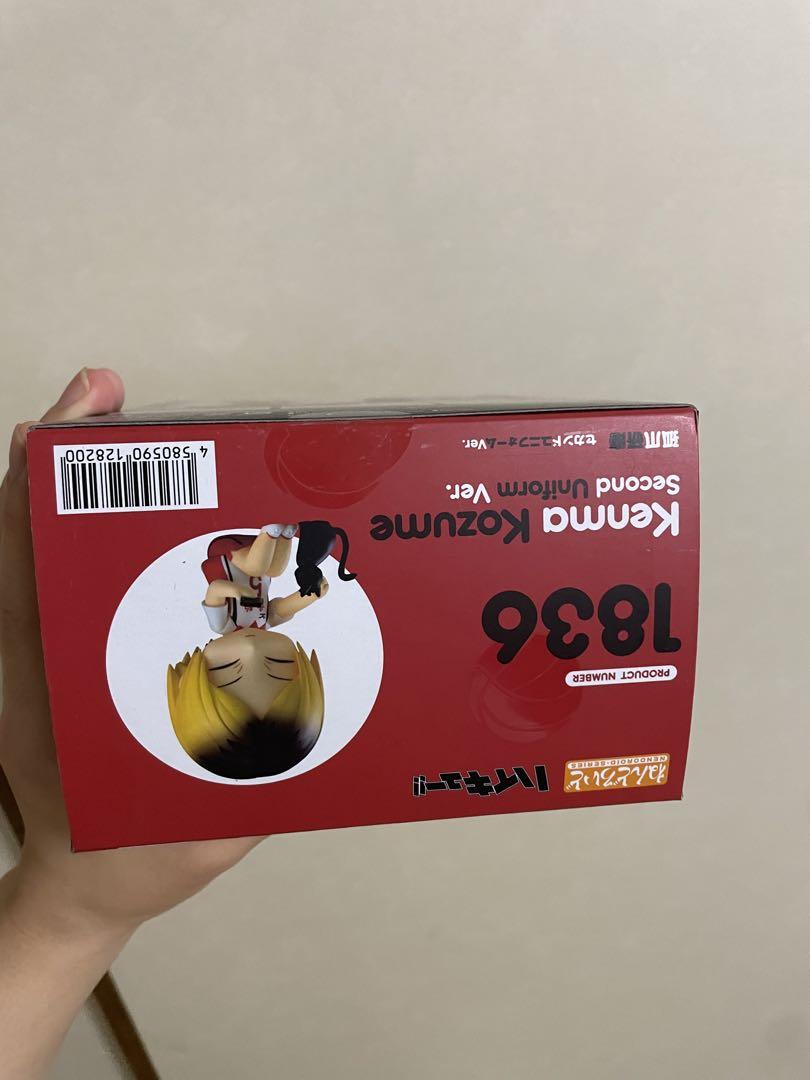 ねんどろいど
NENDOROID-SERIES
ハイキュー!!
PRODUCT NUMBER
1836
Kenma Kozume
Second Uniform Ver.
孤爪研磨 セカンドユニフォームVer.
4 580590 128200
5